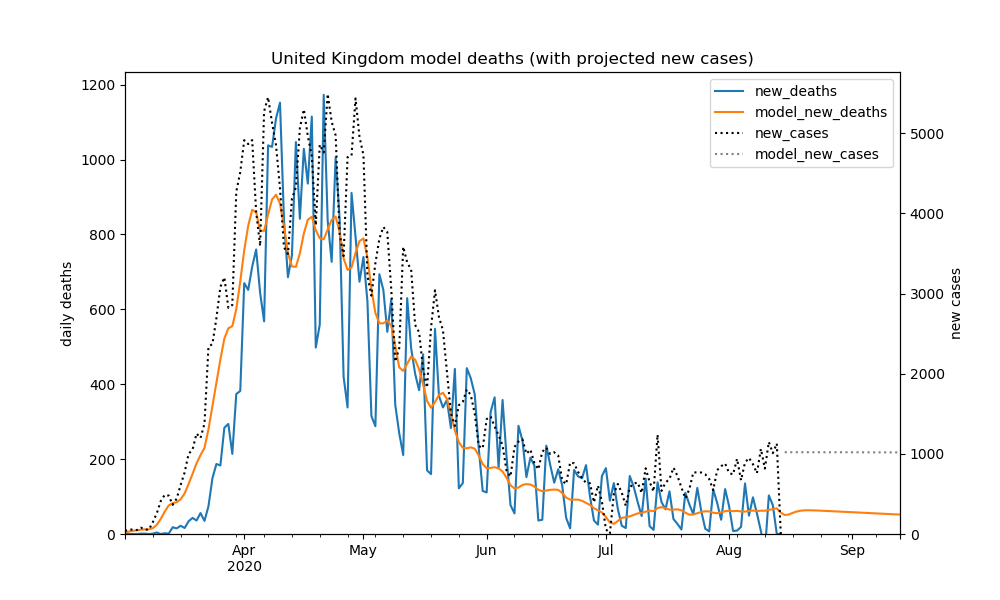 United Kingdom model deaths (with projected new cases)
new_deaths
model_new_deaths
new_cases
model_new_cases
1200
1000
800
600
400
200
0
daily deaths
5000
4000
3000
2000
1000
0
new cases
Apr
2020
May
Jun
Jul
Aug
Sep